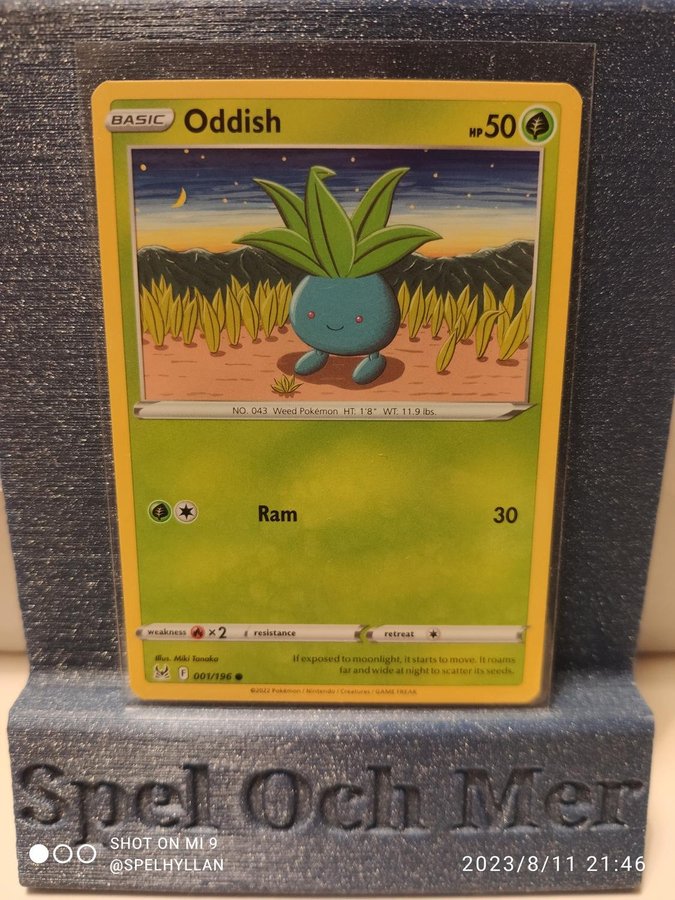 BASIC Oddish HP 50
NO. 043 Weed Pokémon HT: 1'8" WT: 11.9 lbs.
Ram 30
weakness ×2 resistance retreat
Illus. Miki Tanaka
If exposed to moonlight, it starts to move. It roams
far and wide at night to scatter its seeds.
F 001/196
©2022 Pokémon / Nintendo / Creatures / GAME FREAK
Spel Och Mer
SHOT ON MI 9
@SPELHYLLAN
2023/8/11 21:46